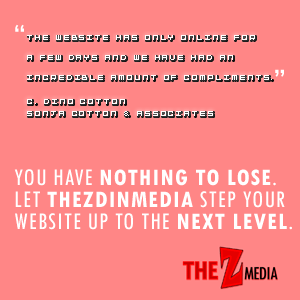 “THE WEBSITE HAS ONLY ONLINE FOR
A FEW DAYS AND WE HAVE HAD AN
INCREDIBLE AMOUNT OF COMPLIMENTS.”
C. DINO COTTON
SONJA COTTON & ASSOCIATES
YOU HAVE NOTHING TO LOSE.
LET THEZDINMEDIA STEP YOUR
WEBSITE UP TO THE NEXT LEVEL.
THE Z MEDIA